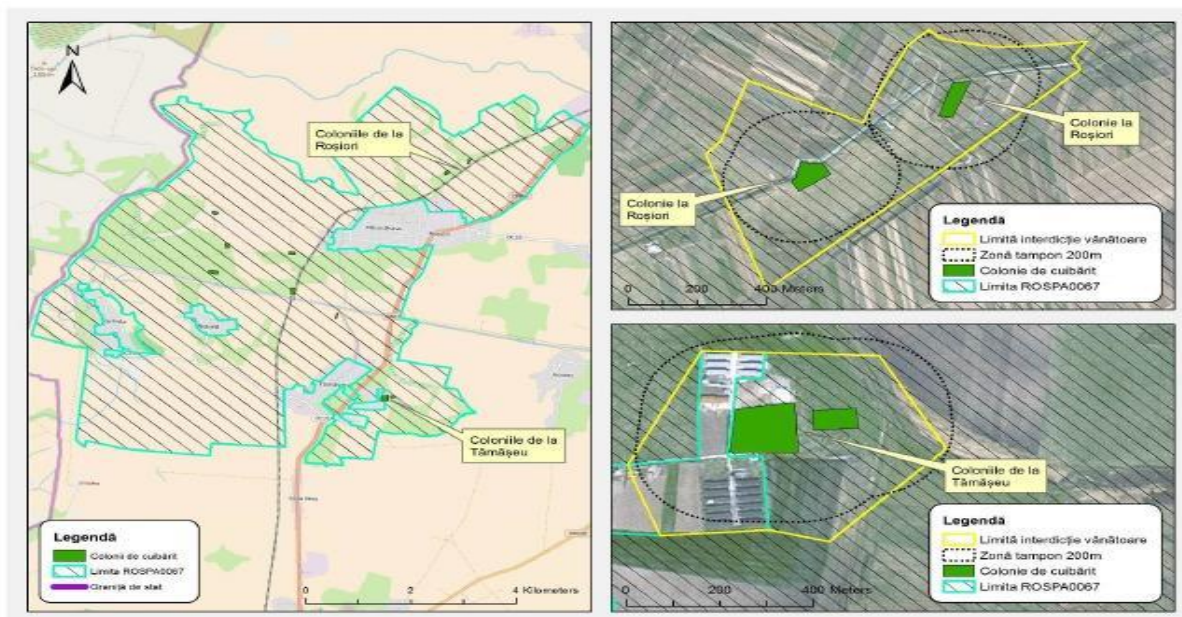 N
Coloniile de la
Roșiori
Coloniile de la
Tămășeu
Legendă
Colonii de cuibărit
Limita ROSPA0067
Graniță de stat
0 2 4 Kilometers
Colonie la
Roșiori
Colonie la
Roșiori
Legendă
Limită interdicție vânătoare
Zonă tampon 200m
Colonie de cuibărit
Limita ROSPA0067
0 200 400 Meters
Coloniile de la
Tămășeu
Legendă
Limită interdicție vânătoare
Zonă tampon 200m
Colonie de cuibărit
Limita ROSPA0067
0 200 400 Meters